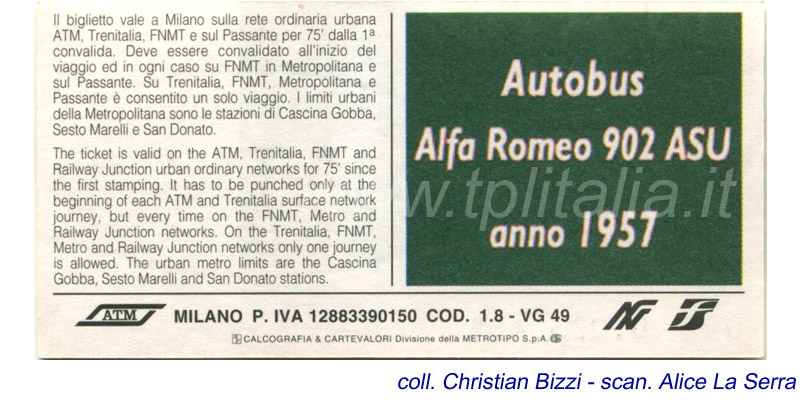 Il biglietto vale a Milano sulla rete ordinaria urbana
ATM, Trenitalia, FNMT e sul Passante per 75' dalla 1ª
convalida. Deve essere convalidato all'inizio del
viaggio ed in ogni caso su FNMT in Metropolitana e
sul Passante. Su Trenitalia, FNMT, Metropolitana e
Passante è consentito un solo viaggio. I limiti urbani
della Metropolitana sono le stazioni di Cascina Gobba,
Sesto Marelli e San Donato.
The ticket is valid on the ATM, Trenitalia, FNMT and
Railway Junction urban ordinary networks for 75' since
the first stamping. It has to be punched only at the
beginning of each ATM and Trenitalia surface network
journey, but every time on the FNMT, Metro and
Railway Junction networks. On the Trenitalia, FNMT,
Metro and Railway Junction networks only one journey
is allowed. The urban metro limits are the Cascina
Gobba, Sesto Marelli and San Donato stations.
Autobus
Alfa Romeo 902 ASU
anno 1957
www.tplitalia.it
ATM MILANO P. IVA 12883390150 COD. 1.8 - VG 49
CALCOGRAFIA & CARTEVALORI Divisione della METROTIPO S.p.A.
coll. Christian Bizzi - scan. Alice La Serra